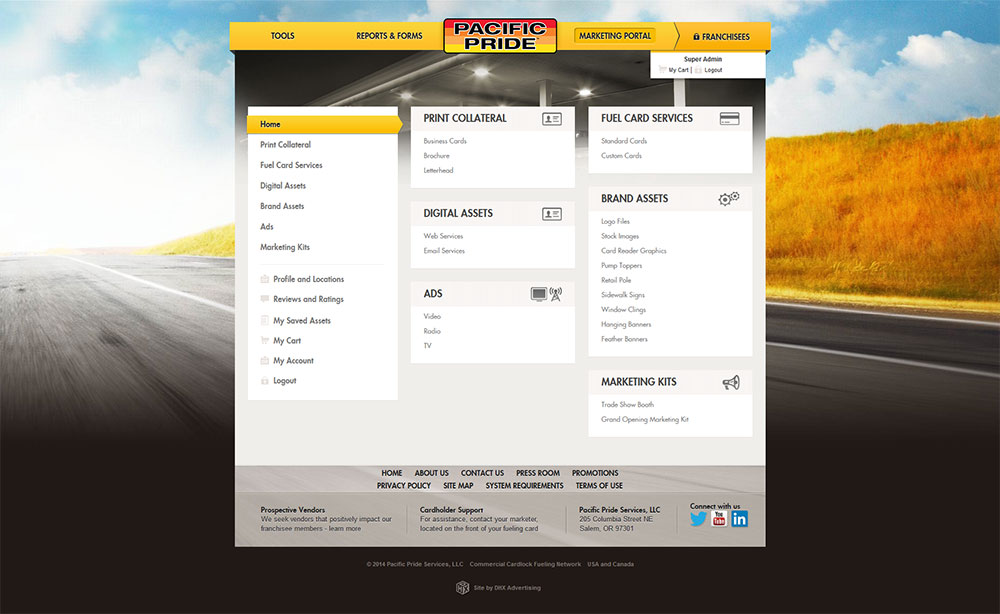 TOOLS
REPORTS & FORMS
PACIFIC
PRIDE
MARKETING PORTAL
FRANCHISEES
Super Admin
My Cart | Logout
Home
Print Collateral
Fuel Card Services
Digital Assets
Brand Assets
Ads
Marketing Kits
Profile and Locations
Reviews and Ratings
My Saved Assets
My Cart
My Account
Logout
PRINT COLLATERAL
Business Cards
Brochure
Letterhead
DIGITAL ASSETS
Web Services
Email Services
ADS
Video
Radio
TV
FUEL CARD SERVICES
Standard Cards
Custom Cards
BRAND ASSETS
Logo Files
Stock Images
Card Reader Graphics
Pump Toppers
Retail Pole
Sidewalk Signs
Window Clings
Hanging Banners
Feather Banners
MARKETING KITS
Trade Show Booth
Grand Opening Marketing Kit
HOME ABOUT US CONTACT US PRESS ROOM PROMOTIONS
PRIVACY POLICY SITE MAP SYSTEM REQUIREMENTS TERMS OF USE
Prospective Vendors
We seek vendors that positively impact our
franchisee members - learn more
Cardholder Support
For assistance, contact your marketer,
located on the front of your fueling card
Pacific Pride Services, LLC
205 Columbia Street NE
Salem, OR 97301
Connect with us
You
Tube
in
© 2014 Pacific Pride Services, LLC Commercial Cardlock Fueling Network USA and Canada
Site by DHX Advertising